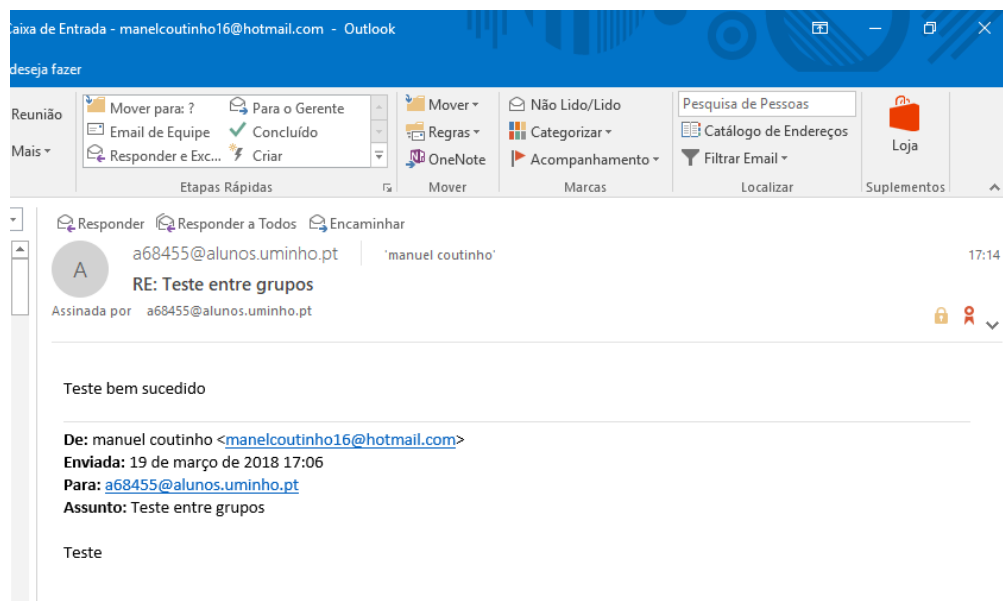 Caixa de Entrada - manelcoutinho16@hotmail.com - Outlook
deseja fazer
Reunião
Mais
Mover para: ?
Para o Gerente
Email de Equipe
Concluído
Responder e Exc...
Criar
Etapas Rápidas
Mover
Regras
OneNote
Mover
Não Lido/Lido
Categorizar
Acompanhamento
Marcas
Pesquisa de Pessoas
Catálogo de Endereços
Filtrar Email
Localizar
Loja
Suplementos
Responder Responder a Todos Encaminhar
A
a68455@alunos.uminho.pt 'manuel coutinho' 17:14
RE: Teste entre grupos
Assinada por a68455@alunos.uminho.pt
Teste bem sucedido
De: manuel coutinho <manelcoutinho16@hotmail.com>
Enviada: 19 de março de 2018 17:06
Para: a68455@alunos.uminho.pt
Assunto: Teste entre grupos
Teste